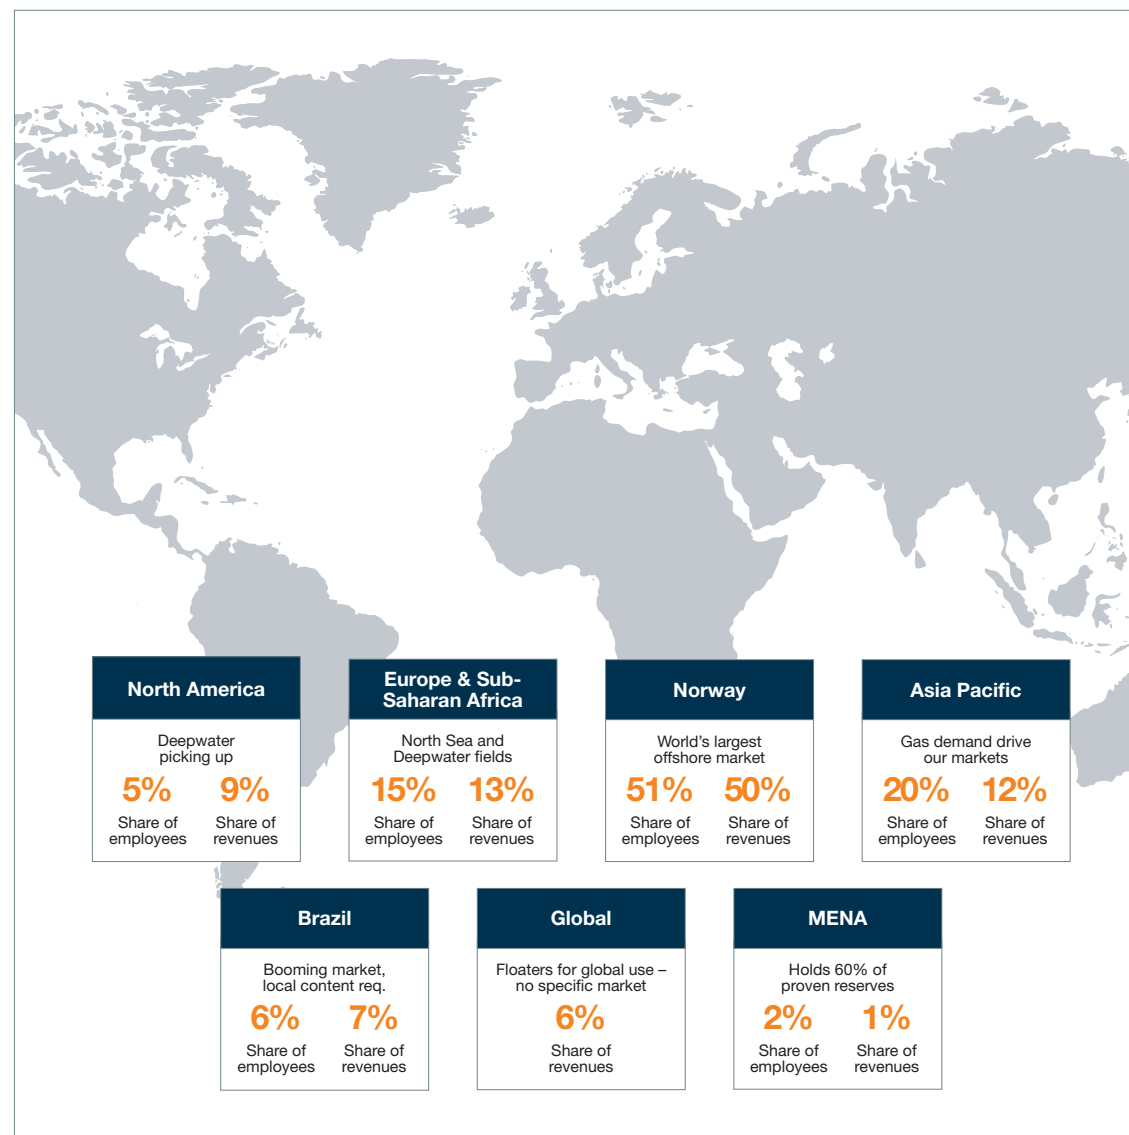 North America
Deepwater
picking up
5% 9%
Share of employees Share of revenues
Europe & Sub-
Saharan Africa
North Sea and
Deepwater fields
15% 13%
Share of employees Share of revenues
Norway
World's largest
offshore market
51% 50%
Share of employees Share of revenues
Asia Pacific
Gas demand drive
our markets
20% 12%
Share of employees Share of revenues
Brazil
Booming market,
local content req.
6% 7%
Share of employees Share of revenues
Global
Floaters for global use –
no specific market
6%
Share of
revenues
MENA
Holds 60% of
proven reserves
2% 1%
Share of employees Share of revenues